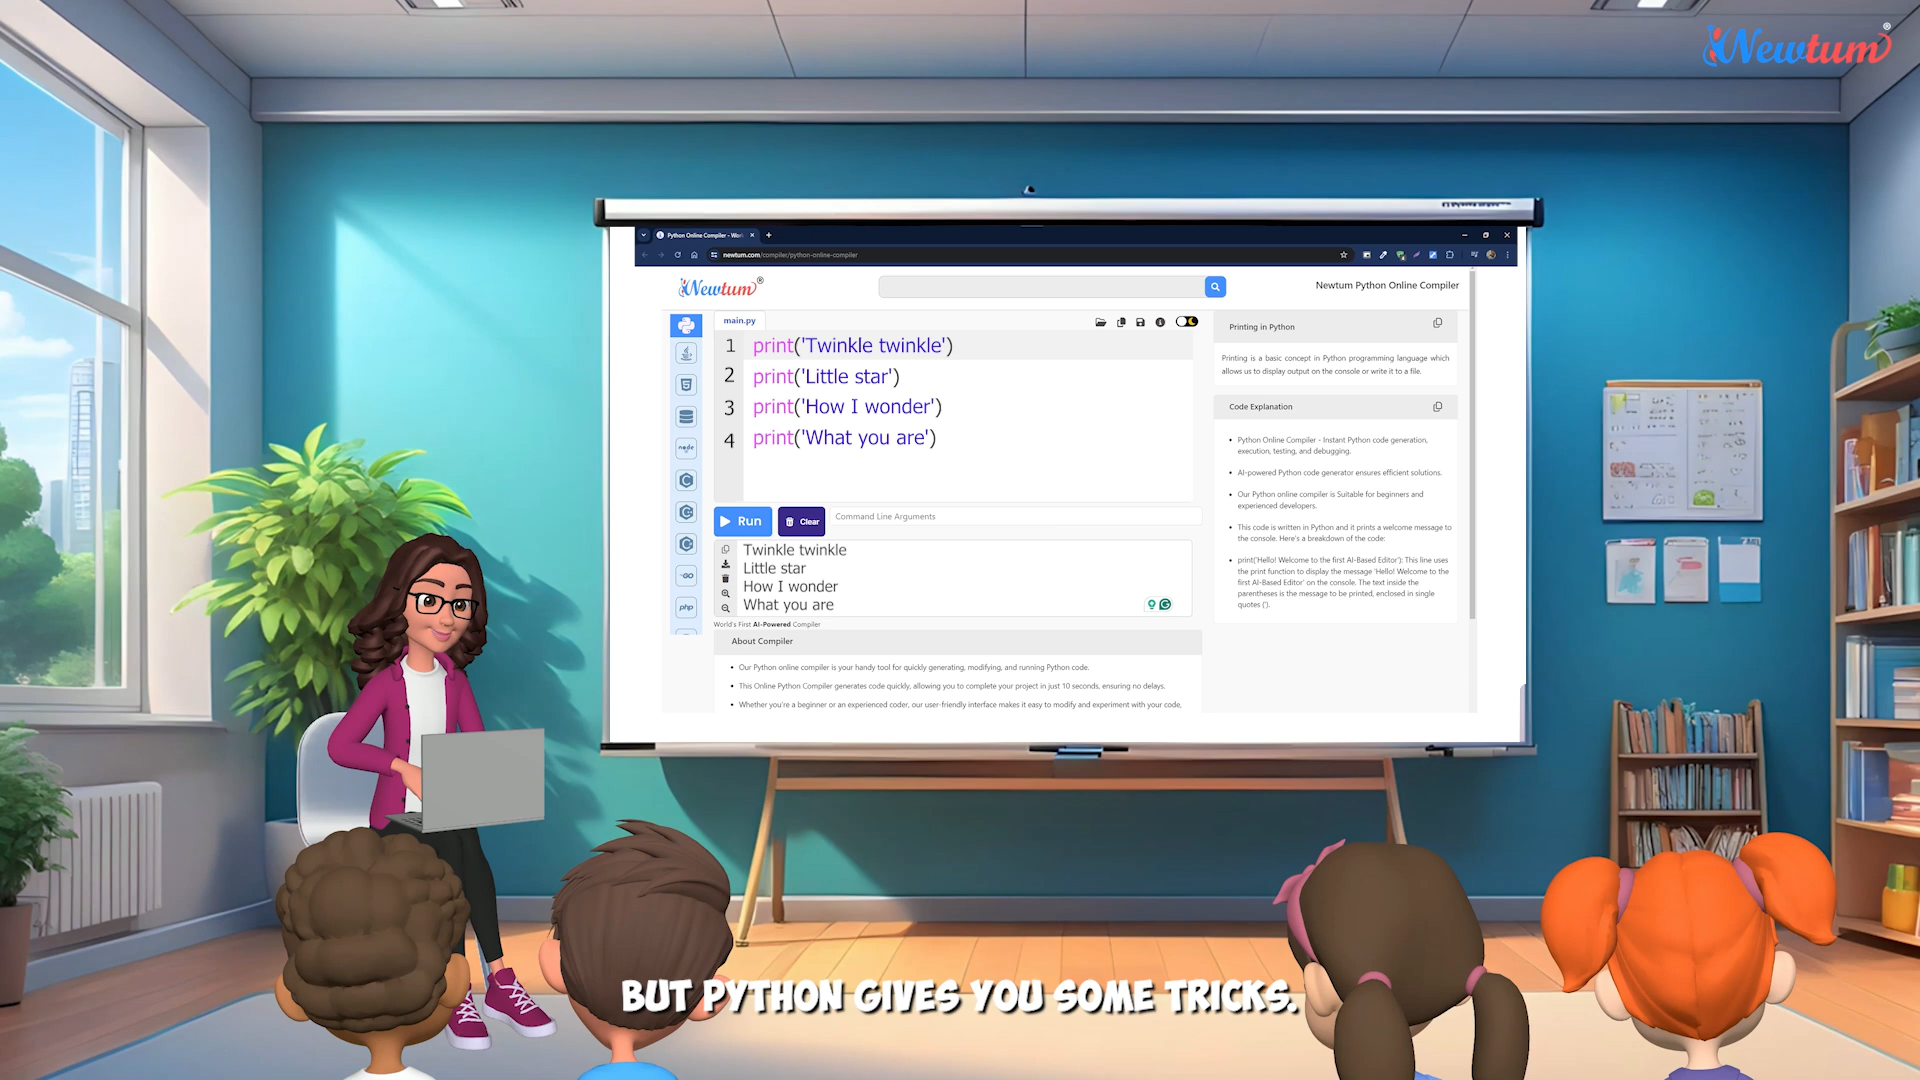 Newtum®
Python Online Compiler - Worl
newtum.com/compiler/python-online-compiler
Newtum®
Newtum Python Online Compiler
main.py
1 print('Twinkle twinkle')
2 print('Little star')
3 print('How I wonder')
4 print('What you are')
node
GO
php
Run
Clear
Command Line Arguments
Twinkle twinkle
Little star
How I wonder
What you are
World's First AI-Powered Compiler
About Compiler
• Our Python online compiler is your handy tool for quickly generating, modifying, and running Python code.
• This Online Python Compiler generates code quickly, allowing you to complete your project in just 10 seconds, ensuring no delays.
• Whether you're a beginner or an experienced coder, our user-friendly interface makes it easy to modify and experiment with your code,
Printing in Python
Printing is a basic concept in Python programming language which
allows us to display output on the console or write it to a file.
Code Explanation
• Python Online Compiler - Instant Python code generation,
execution, testing, and debugging.
• AI-powered Python code generator ensures efficient solutions.
• Our Python online compiler is Suitable for beginners and
experienced developers.
• This code is written in Python and it prints a welcome message to
the console. Here's a breakdown of the code:
• print('Hello! Welcome to the first AI-Based Editor'): This line uses
the print function to display the message 'Hello! Welcome to the
first AI-Based Editor' on the console. The text inside the
parentheses is the message to be printed, enclosed in single
quotes (').
BUT PYTHON GIVES YOU SOME TRICKS.